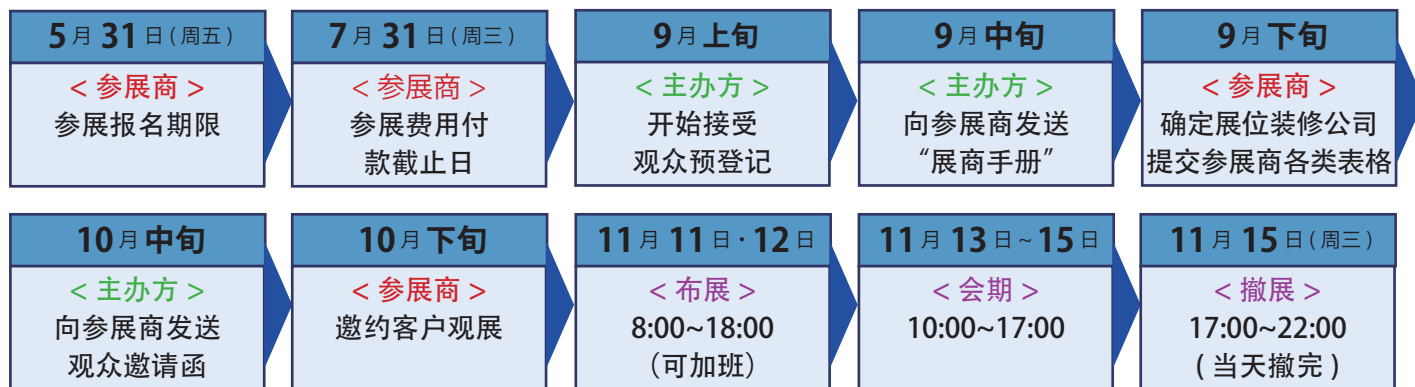 5月31日(周五)
<参展商>
参展报名期限
7月31日(周三)
<参展商>
参展费用付
款截止日
9月上旬
<主办方>
开始接受
观众预登记
9月中旬
<主办方>
向参展商发送
“展商手册”
9月下旬
<参展商>
确定展位装修公司
提交参展商各类表格
10月中旬
<主办方>
向参展商发送
观众邀请函
10月下旬
<参展商>
邀约客户观展
11月11日·12日
<布展>
8:00~18:00
（可加班）
11月13日~15日
<会期>
10:00~17:00
11月15日(周三)
<撤展>
17:00~22:00
(当天撤完)